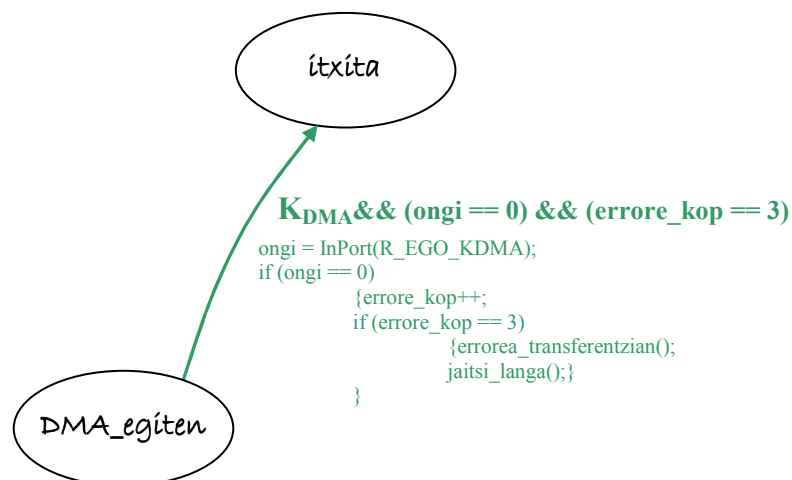 itxita
K_DMA&& (ongi == 0) && (errore_kop == 3)
ongi = InPort(R_EGO_KDMA);
if (ongi == 0)
{errore_kop++;
if (errore_kop == 3)
{errorea_transferentzian();
jaitsi_langa();}
}
DMA_egiten